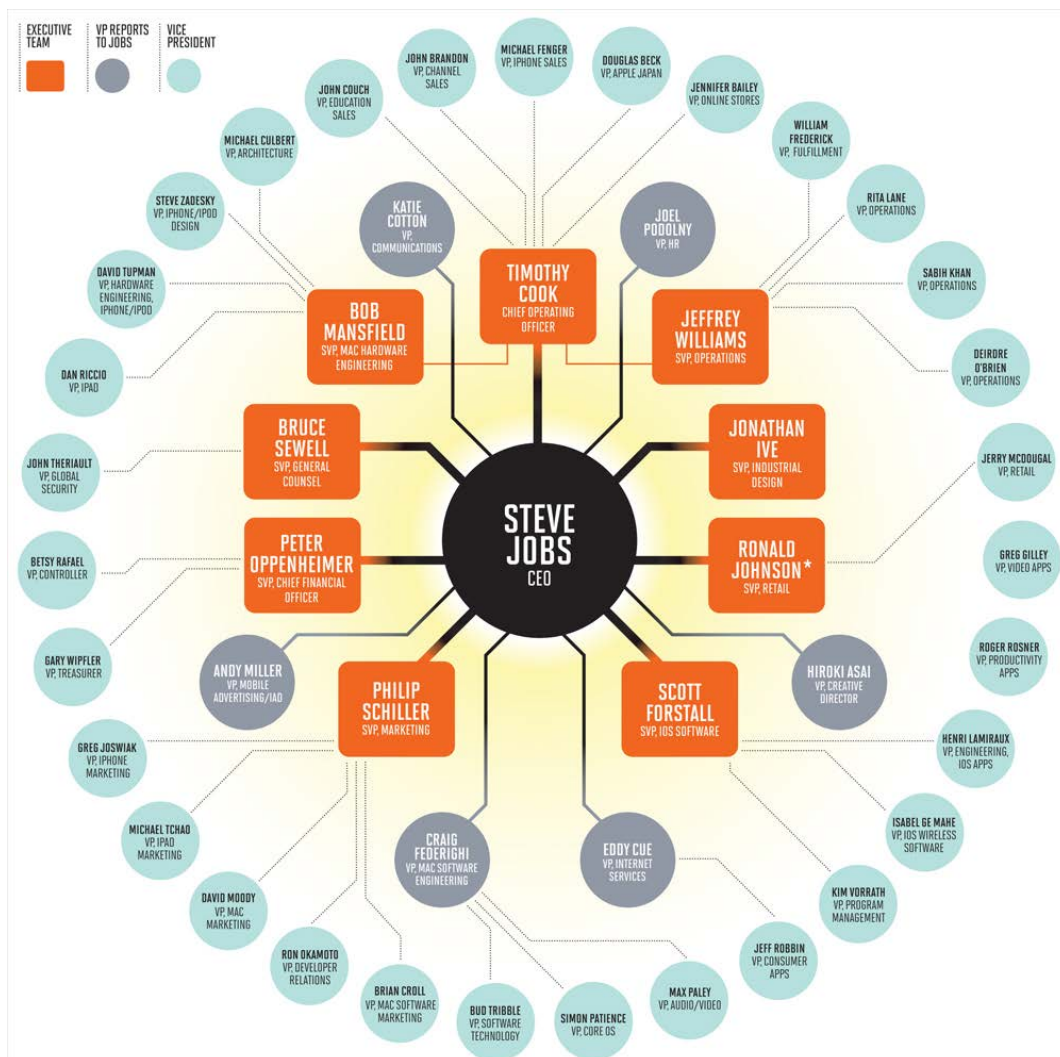 EXECUTIVE
TEAM
VP REPORTS
TO JOBS
VICE
PRESIDENT
JOHN COUCH
VP, EDUCATION
SALES
JOHN BRANDON
VP, CHANNEL
SALES
MICHAEL FENGER
VP, IPHONE SALES
DOUGLAS BECK
VP, APPLE JAPAN
JENNIFER BAILEY
VP, ONLINE STORES
WILLIAM
FREDERICK
VP, FULFILLMENT
RITA LANE
VP, OPERATIONS
SABIH KHAN
VP, OPERATIONS
DEIRDRE
O'BRIEN
VP, OPERATIONS
JERRY MCDOUGAL
VP, RETAIL
GREG GILLEY
VP, VIDEO APPS
ROGER ROSNER
VP, PRODUCTIVITY
APPS
HENRI LAMIRAUX
VP, ENGINEERING,
IOS APPS
ISABEL GE MAHE
VP, IOS WIRELESS
SOFTWARE
KIM VORRATH
VP, PROGRAM
MANAGEMENT
JEFF ROBBIN
VP, CONSUMER
APPS
MAX PALEY
VP, AUDIO/VIDEO
SIMON PATIENCE
VP, CORE OS
BUD TRIBBLE
VP, SOFTWARE
TECHNOLOGY
BRIAN CROLL
VP, MAC SOFTWARE
MARKETING
RON OKAMOTO
VP, DEVELOPER
RELATIONS
DAVID MOODY
VP, MAC
MARKETING
MICHAEL TCHAO
VP, IPAD
MARKETING
GREG JOSWIAK
VP, IPHONE
MARKETING
GARY WIPFLER
VP, TREASURER
BETSY RAFAEL
VP, CONTROLLER
JOHN THERIAULT
VP, GLOBAL
SECURITY
DAN RICCIO
VP, IPAD
DAVID TUPMAN
VP, HARDWARE
ENGINEERING,
IPHONE/IPOD
STEVE ZADESKY
VP, IPHONE/IPOD
DESIGN
MICHAEL CULBERT
VP, ARCHITECTURE
KATIE
COTTON
VP,
COMMUNICATIONS
JOEL
PODOLNY
VP, HR
TIMOTHY
COOK
CHIEF OPERATING
OFFICER
BOB
MANSFIELD
SVP, MAC HARDWARE
ENGINEERING
JEFFREY
WILLIAMS
SVP, OPERATIONS
BRUCE
SEWELL
SVP, GENERAL
COUNSEL
JONATHAN
IVE
SVP, INDUSTRIAL
DESIGN
STEVE
JOBS
CEO
PETER
OPPENHEIMER
SVP, CHIEF FINANCIAL
OFFICER
RONALD
JOHNSON*
SVP, RETAIL
ANDY MILLER
VP, MOBILE
ADVERTISING/IAD
HIROKI ASAI
VP, CREATIVE
DIRECTOR
PHILIP
SCHILLER
SVP, MARKETING
SCOTT
FORSTALL
SVP, IOS SOFTWARE
CRAIG
FEDERIGHI
VP, MAC SOFTWARE
ENGINEERING
EDDY CUE
VP, INTERNET
SERVICES